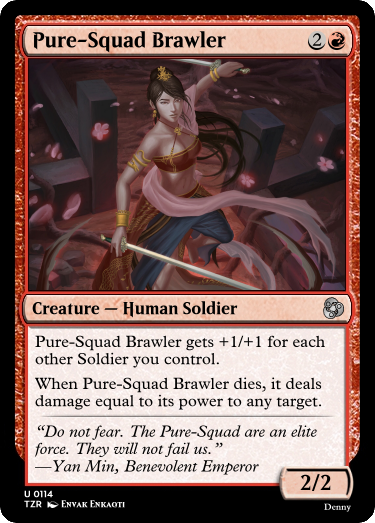 Pure-Squad Brawler 2
Creature — Human Soldier
Pure-Squad Brawler gets +1/+1 for each
other Soldier you control.
When Pure-Squad Brawler dies, it deals
damage equal to its power to any target.
“Do not fear. The Pure-Squad are an elite
force. They will not fail us.”
—Yan Min, Benevolent Emperor
2/2
U 0114
TZR Envak Enkaoti
Denny